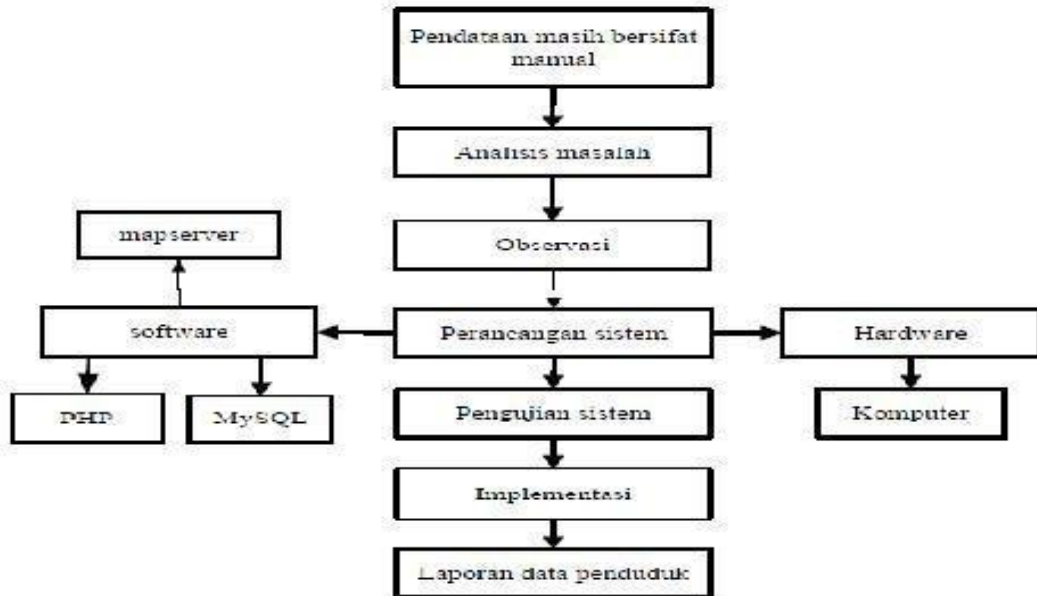 Pendataan masih bersifat
manual
Analisis masalah
mapserver
Observasi
software
Perancangan sistem
Hardware
PHP
MySQL
Pengujian sistem
Komputer
Implementasi
Laporan data penduduk